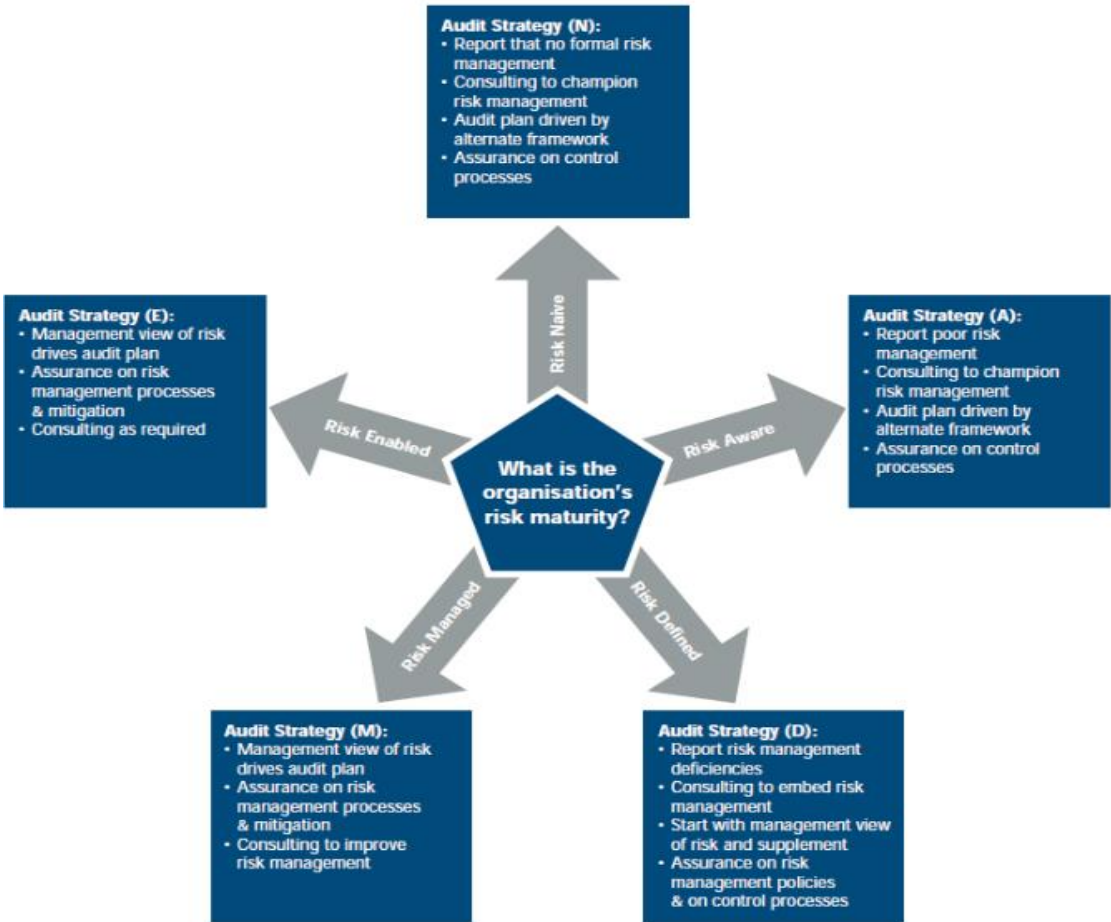 Audit Strategy (N):
• Report that no formal risk
management
• Consulting to champion
risk management
• Audit plan driven by
alternate framework
• Assurance on control
processes
Risk Naive
Audit Strategy (E):
• Management view of risk
drives audit plan
• Assurance on risk
management processes
& mitigation
• Consulting as required
Risk Enabled
Audit Strategy (A):
• Report poor risk
management
• Consulting to champion
risk management
• Audit plan driven by
alternate framework
• Assurance on control
processes
Risk Aware
What is the
organisation's
risk maturity?
Risk Managed
Risk Defined
Audit Strategy (M):
• Management view of risk
drives audit plan
• Assurance on risk
management processes
& mitigation
• Consulting to improve
risk management
Audit Strategy (D):
• Report risk management
deficiencies
• Consulting to embed risk
management
• Start with management view
of risk and supplement
• Assurance on risk
management policies
& on control processes